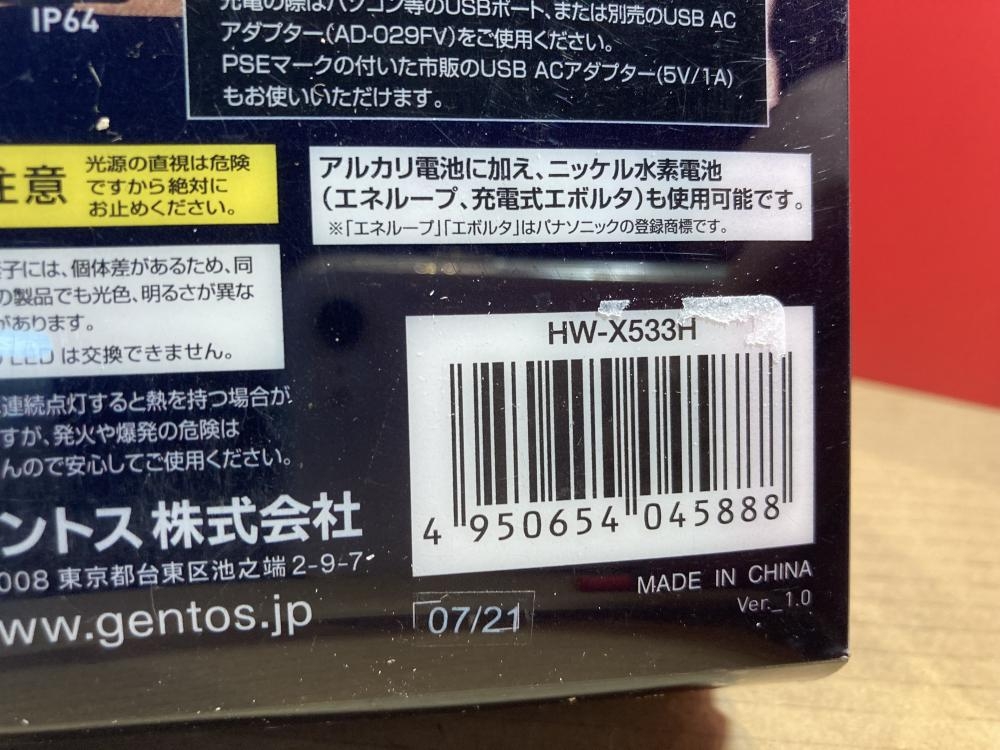 IP64
充電の際はパソコン等のUSBポート、または別売のUSB AC
アダプター(AD-029FV)をご使用ください。
PSEマークの付いた市販のUSB ACアダプター(5V/1A)
もお使いいただけます。
注意
光源の直視は危険
ですから絶対に
お止めください。
アルカリ電池に加え、ニッケル水素電池
(エネループ、充電式エボルタ)も使用可能です。
※「エネループ」「エボルタ」はパナソニックの登録商標です。
子には、個体差があるため、同
の製品でも光色、明るさが異な
があります。
LED は交換できません。
連続点灯すると熱を持つ場合が
すが、発火や爆発の危険は
んので安心してご使用ください。
ントス 株式会社
008 東京都台東区池之端 2-9-7
ww.gentos.jp
HW-X533H
4 950654 045888
07/21
MADE IN CHINA
Ver._1.0